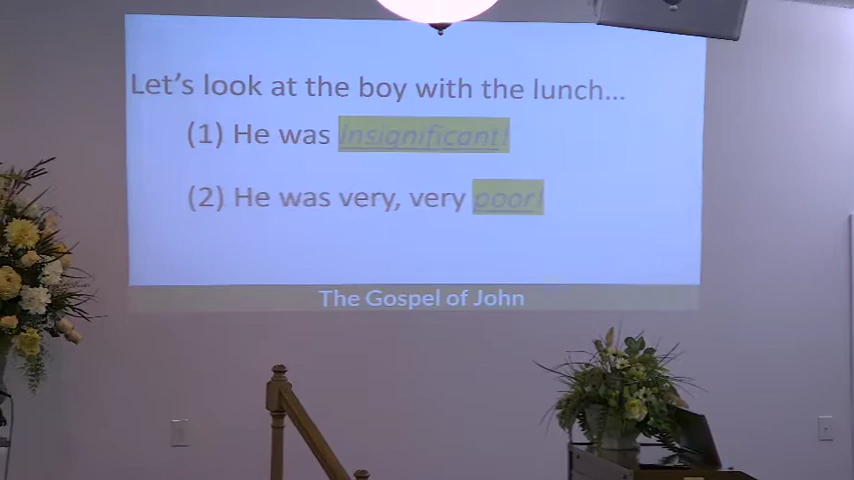 Let's look at the boy with the lunch...
(1) He was insignificant!
(2) He was very, very poor!
The Gospel of John